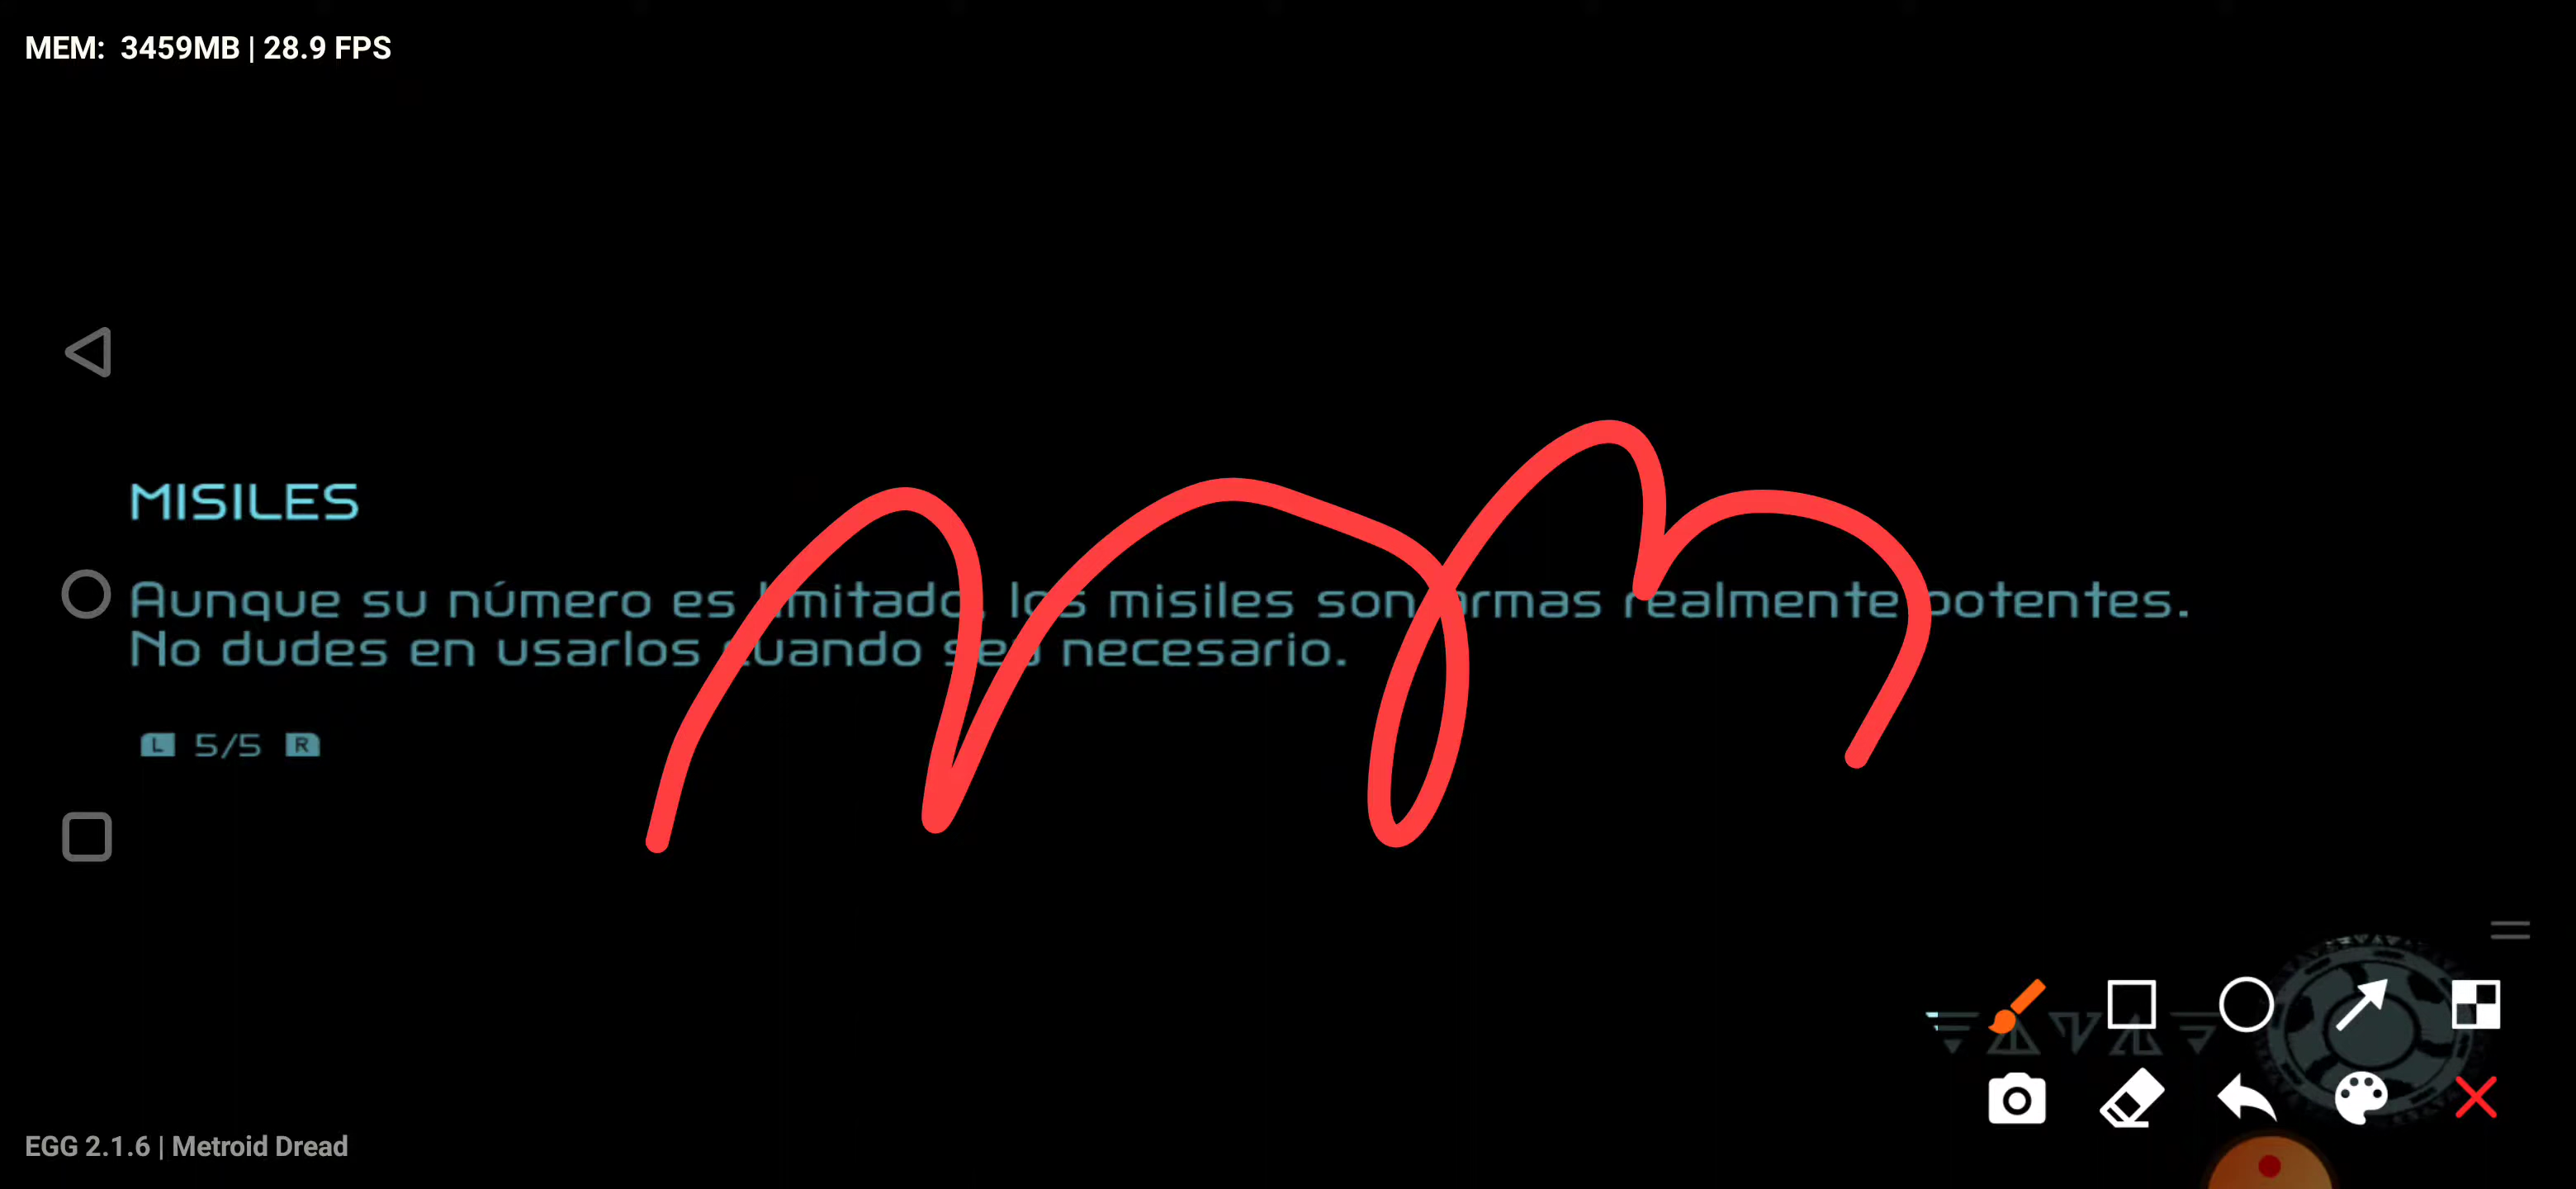 MEM: 3459MB | 28.9 FPS
MISILES
Aunque su número es limitado, los misiles son armas realmente potentes.
No dudes en usarlos cuando sea necesario.
L 5/5 R
EGG 2.1.6 | Metroid Dread